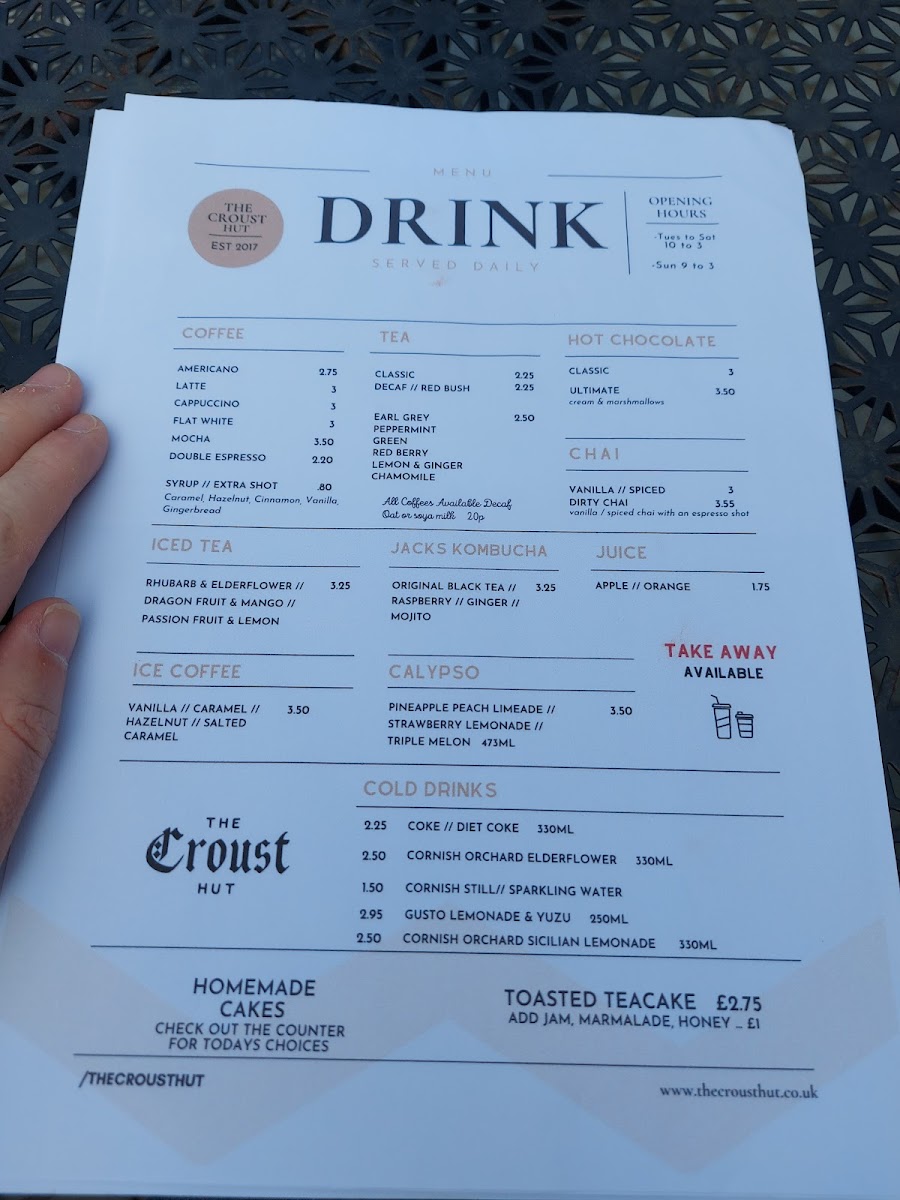 MENU
THE
CROUST
HUT
EST 2017
DRINK
SERVED DAILY
OPENING
HOURS
-Tues to Sat
10 to 3
-Sun 9 to 3
COFFEE
AMERICANO 2.75
LATTE 3
CAPPUCCINO 3
FLAT WHITE 3
MOCHA 3.50
DOUBLE ESPRESSO 2.20
SYRUP // EXTRA SHOT .80
Caramel, Hazelnut, Cinnamon, Vanilla,
Gingerbread
TEA
CLASSIC 2.25
DECAF // RED BUSH 2.25
EARL GREY 2.50
PEPPERMINT
GREEN
RED BERRY
LEMON & GINGER
CHAMOMILE
All Coffees Available Decaf
Oat or soya milk 20p
HOT CHOCOLATE
CLASSIC 3
ULTIMATE 3.50
cream & marshmallows
CHAI
VANILLA // SPICED 3
DIRTY CHAI 3.55
vanilla / spiced chai with an espresso shot
ICED TEA
RHUBARB & ELDERFLOWER // 3.25
DRAGON FRUIT & MANGO //
PASSION FRUIT & LEMON
JACKS KOMBUCHA
ORIGINAL BLACK TEA // 3.25
RASPBERRY // GINGER //
MOJITO
JUICE
APPLE // ORANGE 1.75
TAKE AWAY
AVAILABLE
ICE COFFEE
VANILLA // CARAMEL // 3.50
HAZELNUT // SALTED
CARAMEL
CALYPSO
PINEAPPLE PEACH LIMEADE // 3.50
STRAWBERRY LEMONADE //
TRIPLE MELON 473ML
THE
Croust
HUT
COLD DRINKS
2.25 COKE // DIET COKE 330ML
2.50 CORNISH ORCHARD ELDERFLOWER 330ML
1.50 CORNISH STILL// SPARKLING WATER
2.95 GUSTO LEMONADE & YUZU 250ML
2.50 CORNISH ORCHARD SICILIAN LEMONADE 330ML
HOMEMADE
CAKES
CHECK OUT THE COUNTER
FOR TODAYS CHOICES
TOASTED TEACAKE £2.75
ADD JAM, MARMALADE, HONEY ... £1
/THECROUSTHUT
www.thecrousthut.co.uk